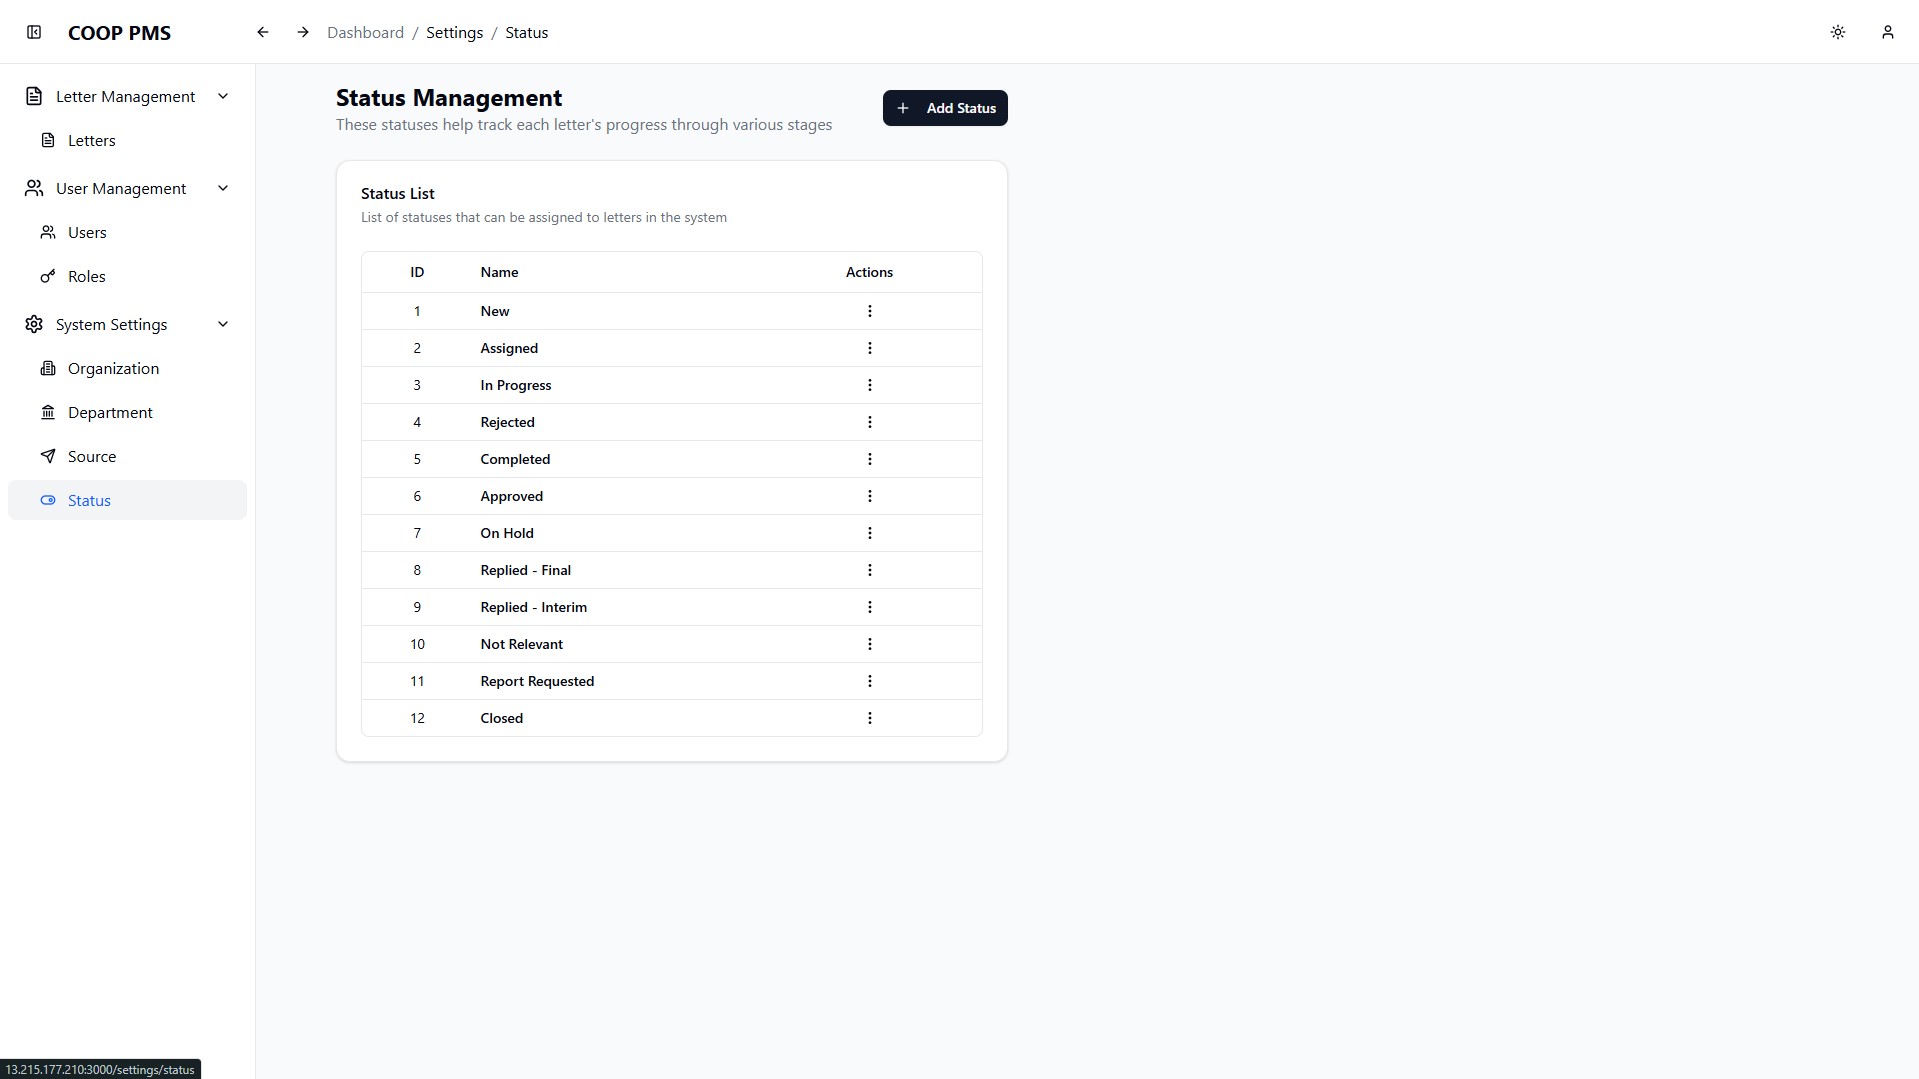 COOP PMS
Dashboard / Settings / Status
Letter Management
Letters
User Management
Users
Roles
System Settings
Organization
Department
Source
Status
Status Management
These statuses help track each letter's progress through various stages
Add Status
Status List
List of statuses that can be assigned to letters in the system
ID Name Actions
1 New
2 Assigned
3 In Progress
4 Rejected
5 Completed
6 Approved
7 On Hold
8 Replied - Final
9 Replied - Interim
10 Not Relevant
11 Report Requested
12 Closed
13.215.177.210:3000/settings/status